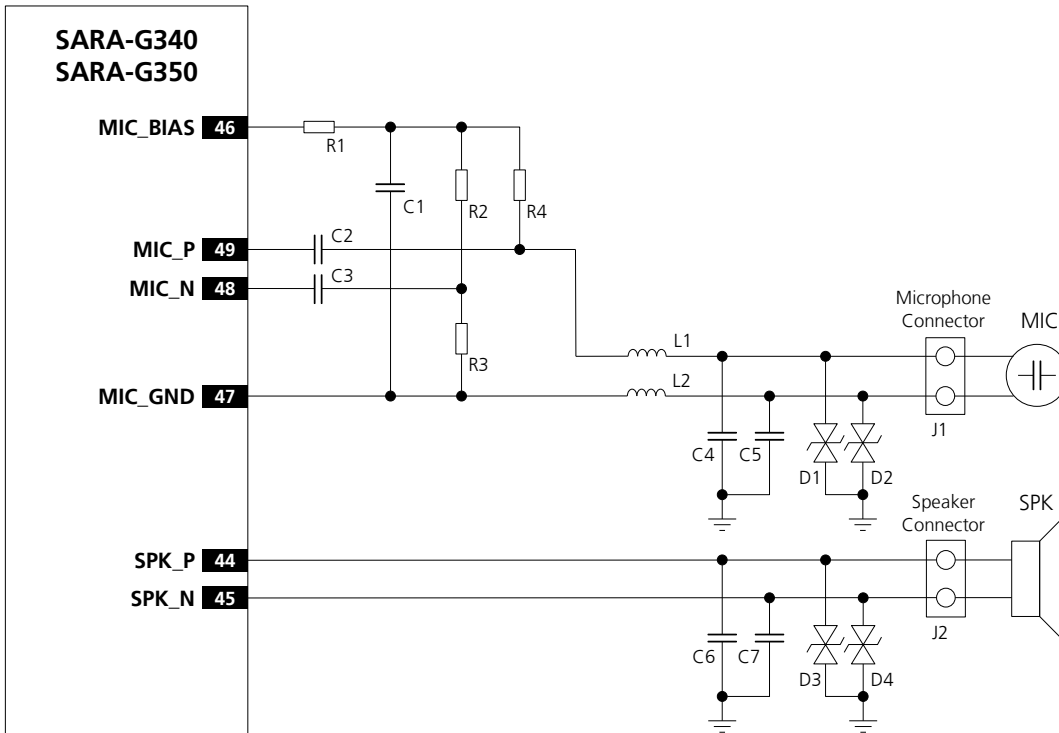 SARA-G340
SARA-G350
MIC_BIAS 46
R1
C1
R2
R4
MIC_P 49
C2
MIC_N 48
C3
R3
MIC_GND 47
L1
L2
Microphone
Connector
MIC
J1
C4
C5
D1
D2
Speaker
Connector
SPK
SPK_P 44
SPK_N 45
J2
C6
C7
D3
D4